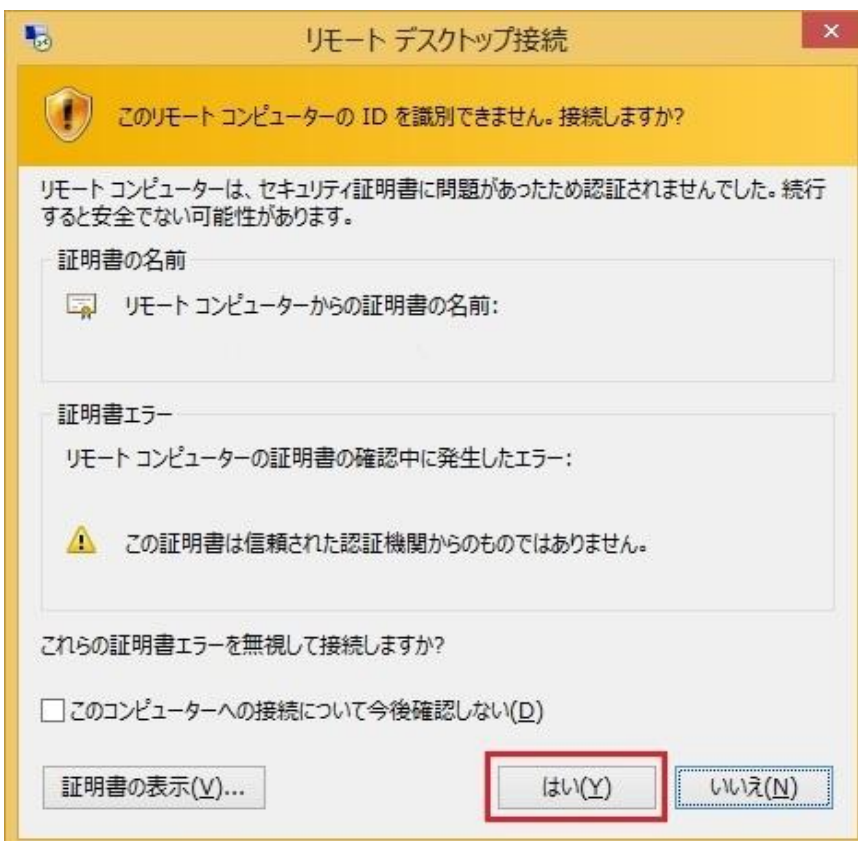 リモート デスクトップ接続
このリモート コンピューターの ID を識別できません。接続しますか?
リモート コンピューターは、セキュリティ証明書に問題があったため認証されませんでした。続行
すると安全でない可能性があります。
証明書の名前
リモート コンピューターからの証明書の名前:
証明書エラー
リモート コンピューターの証明書の確認中に発生したエラー:
この証明書は信頼された認証機関からのものではありません。
これらの証明書エラーを無視して接続しますか?
このコンピューターへの接続について今後確認しない(D)
証明書の表示(V)... はい(Y) いいえ(N)